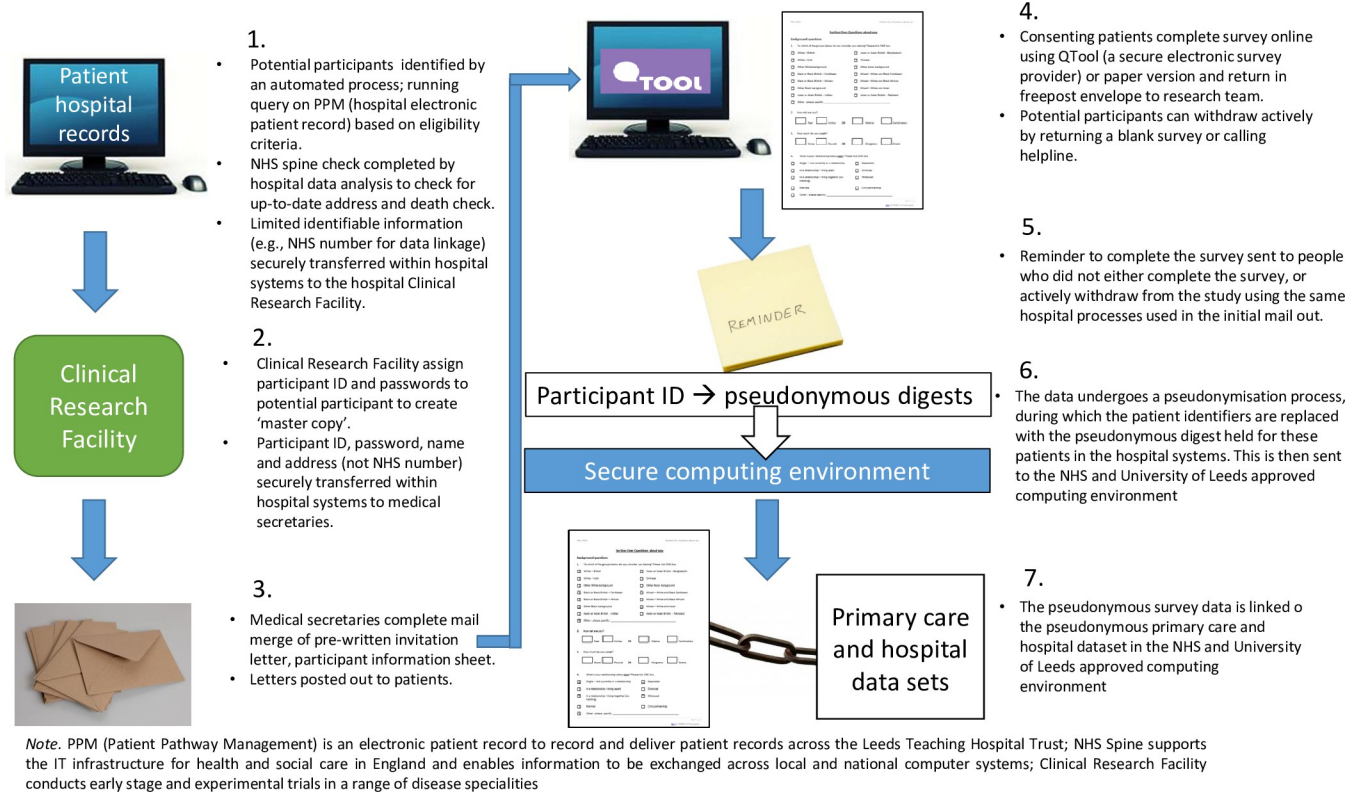 Patient
hospital
records
1.
• Potential participants identified by
an automated process; running
query on PPM (hospital electronic
patient record) based on eligibility
criteria.
• NHS spine check completed by
hospital data analysis to check for
up-to-date address and death check.
• Limited identifiable information
(e.g., NHS number for data linkage)
securely transferred within hospital
systems to the hospital Clinical
Research Facility.
Clinical
Research
Facility
2.
• Clinical Research Facility assign
participant ID and passwords to
potential participant to create
‘master copy’.
• Participant ID, password, name
and address (not NHS number)
securely transferred within
hospital systems to medical
secretaries.
3.
• Medical secretaries complete mail
merge of pre-written invitation
letter, participant information sheet.
• Letters posted out to patients.
TOOL
4.
• Consenting patients complete survey online
using QTool (a secure electronic survey
provider) or paper version and return in
freepost envelope to research team.
• Potential participants can withdraw actively
by returning a blank survey or calling
helpline.
REMINDER
5.
• Reminder to complete the survey sent to people
who did not either complete the survey, or
actively withdraw from the study using the same
hospital processes used in the initial mail out.
Participant ID → pseudonymous digests
Secure computing environment
6.
• The data undergoes a pseudonymisation process,
during which the patient identifiers are replaced
with the pseudonymous digest held for these
patients in the hospital systems. This is then sent
to the NHS and University of Leeds approved
computing environment
Primary care
and hospital
data sets
7.
• The pseudonymous survey data is linked o
the pseudonymous primary care and
hospital dataset in the NHS and University
of Leeds approved computing
environment
Note. PPM (Patient Pathway Management) is an electronic patient record to record and deliver patient records across the Leeds Teaching Hospital Trust; NHS Spine supports
the IT infrastructure for health and social care in England and enables information to be exchanged across local and national computer systems; Clinical Research Facility
conducts early stage and experimental trials in a range of disease specialities